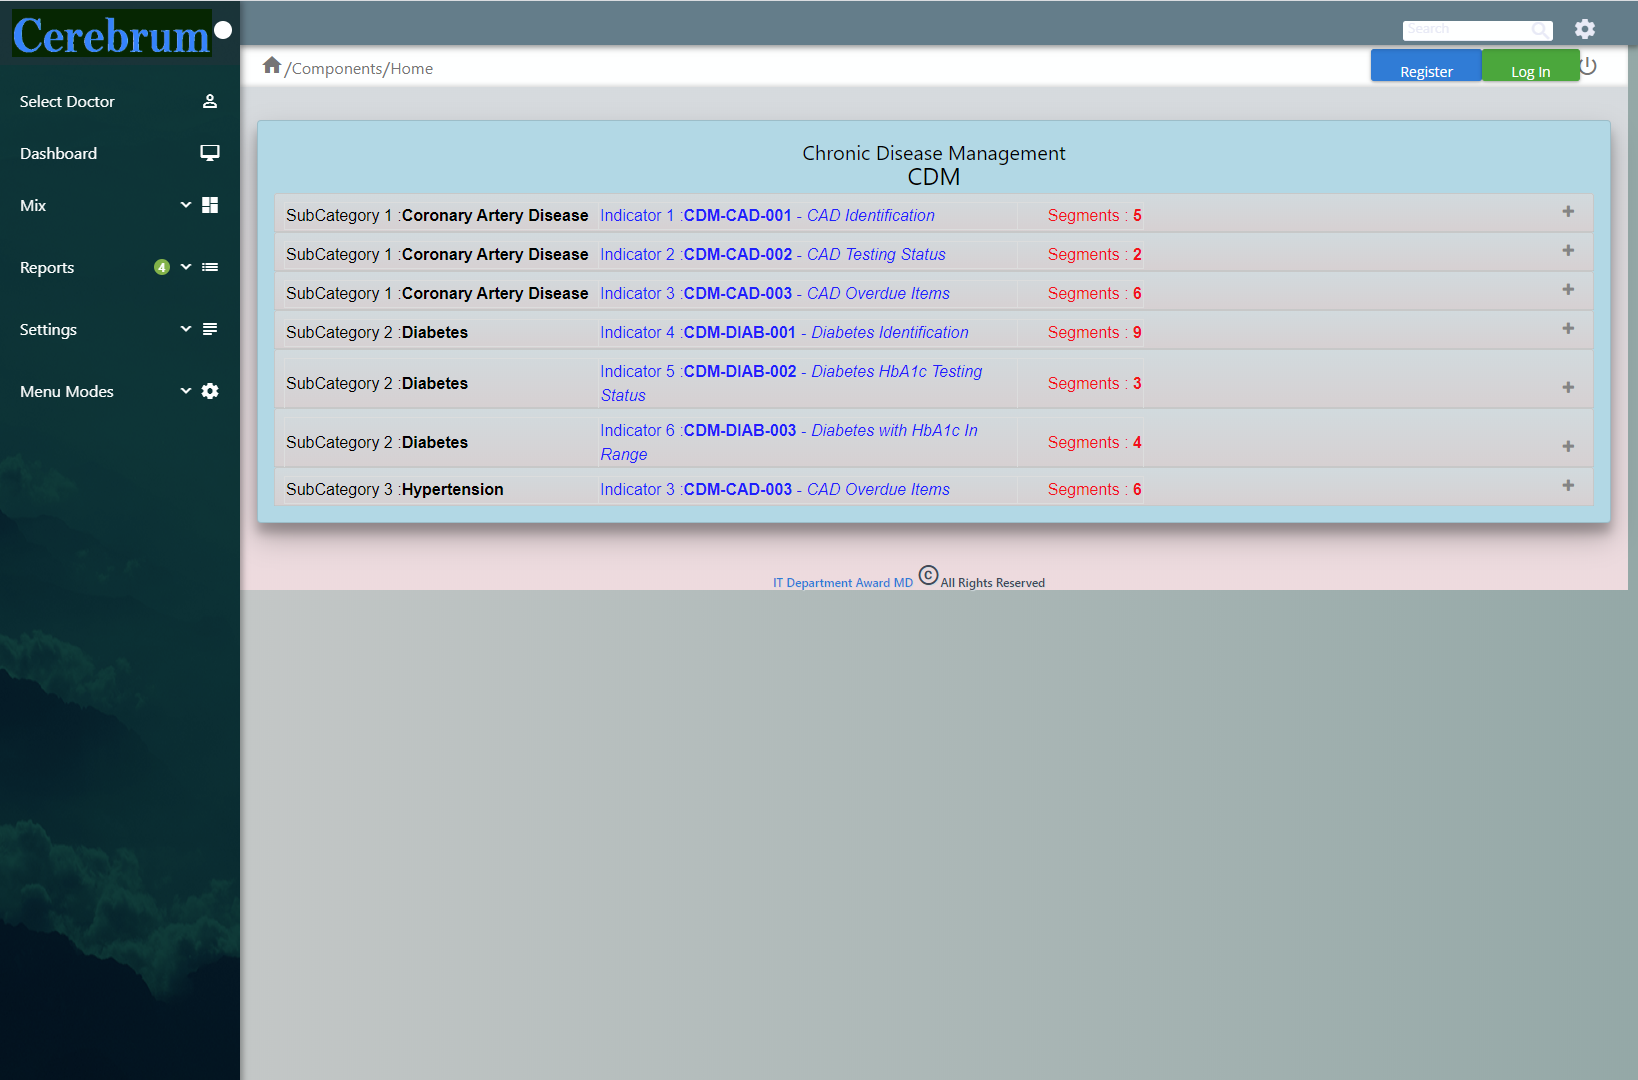 Cerebrum
Search
/Components/Home
Register
Log In
Select Doctor
Dashboard
Mix
Reports 4
Settings
Menu Modes
Chronic Disease Management
CDM
SubCategory 1 :Coronary Artery Disease Indicator 1 :CDM-CAD-001 - CAD Identification Segments : 5
SubCategory 1 :Coronary Artery Disease Indicator 2 :CDM-CAD-002 - CAD Testing Status Segments : 2
SubCategory 1 :Coronary Artery Disease Indicator 3 :CDM-CAD-003 - CAD Overdue Items Segments : 6
SubCategory 2 :Diabetes Indicator 4 :CDM-DIAB-001 - Diabetes Identification Segments : 9
SubCategory 2 :Diabetes Indicator 5 :CDM-DIAB-002 - Diabetes HbA1c Testing
Status Segments : 3
SubCategory 2 :Diabetes Indicator 6 :CDM-DIAB-003 - Diabetes with HbA1c In
Range Segments : 4
SubCategory 3 :Hypertension Indicator 3 :CDM-CAD-003 - CAD Overdue Items Segments : 6
IT Department Award MD © All Rights Reserved